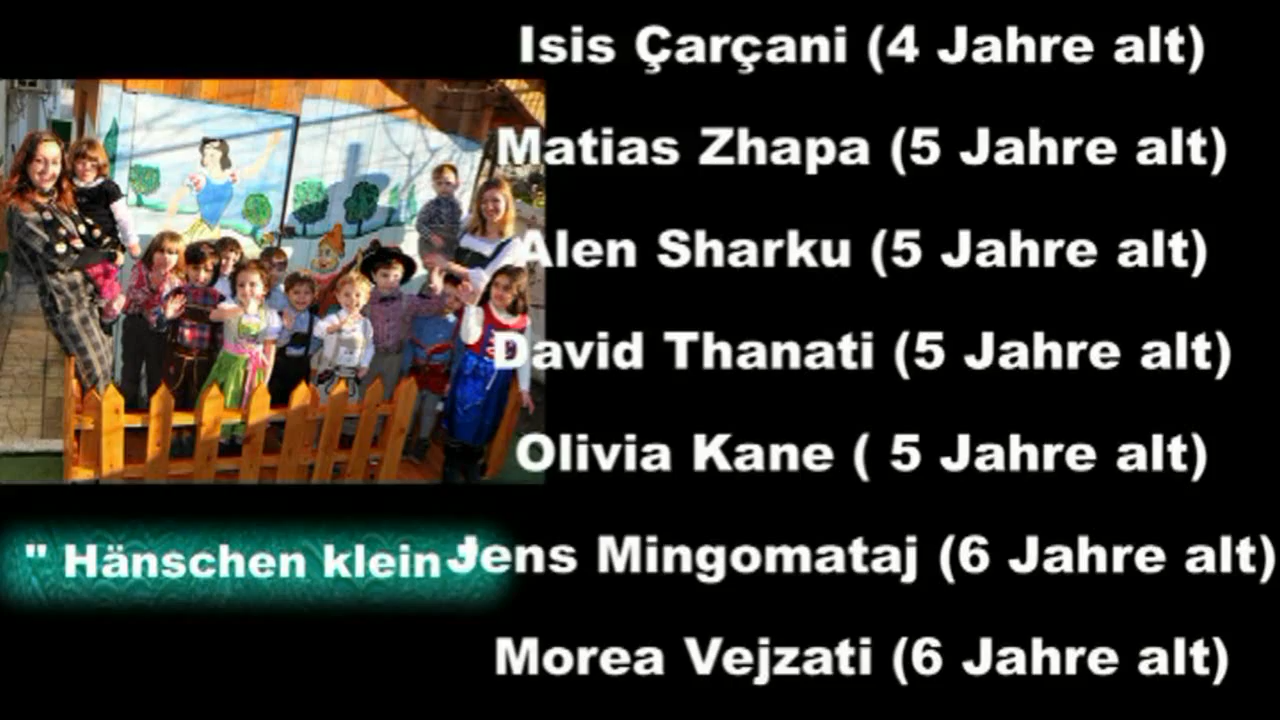 Isis Çarçani (4 Jahre alt)
Matias Zhapa (5 Jahre alt)
Alen Sharku (5 Jahre alt)
David Thanati (5 Jahre alt)
Olivia Kane ( 5 Jahre alt)
" Hänschen klein "
Jens Mingomataj (6 Jahre alt)
Morea Vejzati (6 Jahre alt)